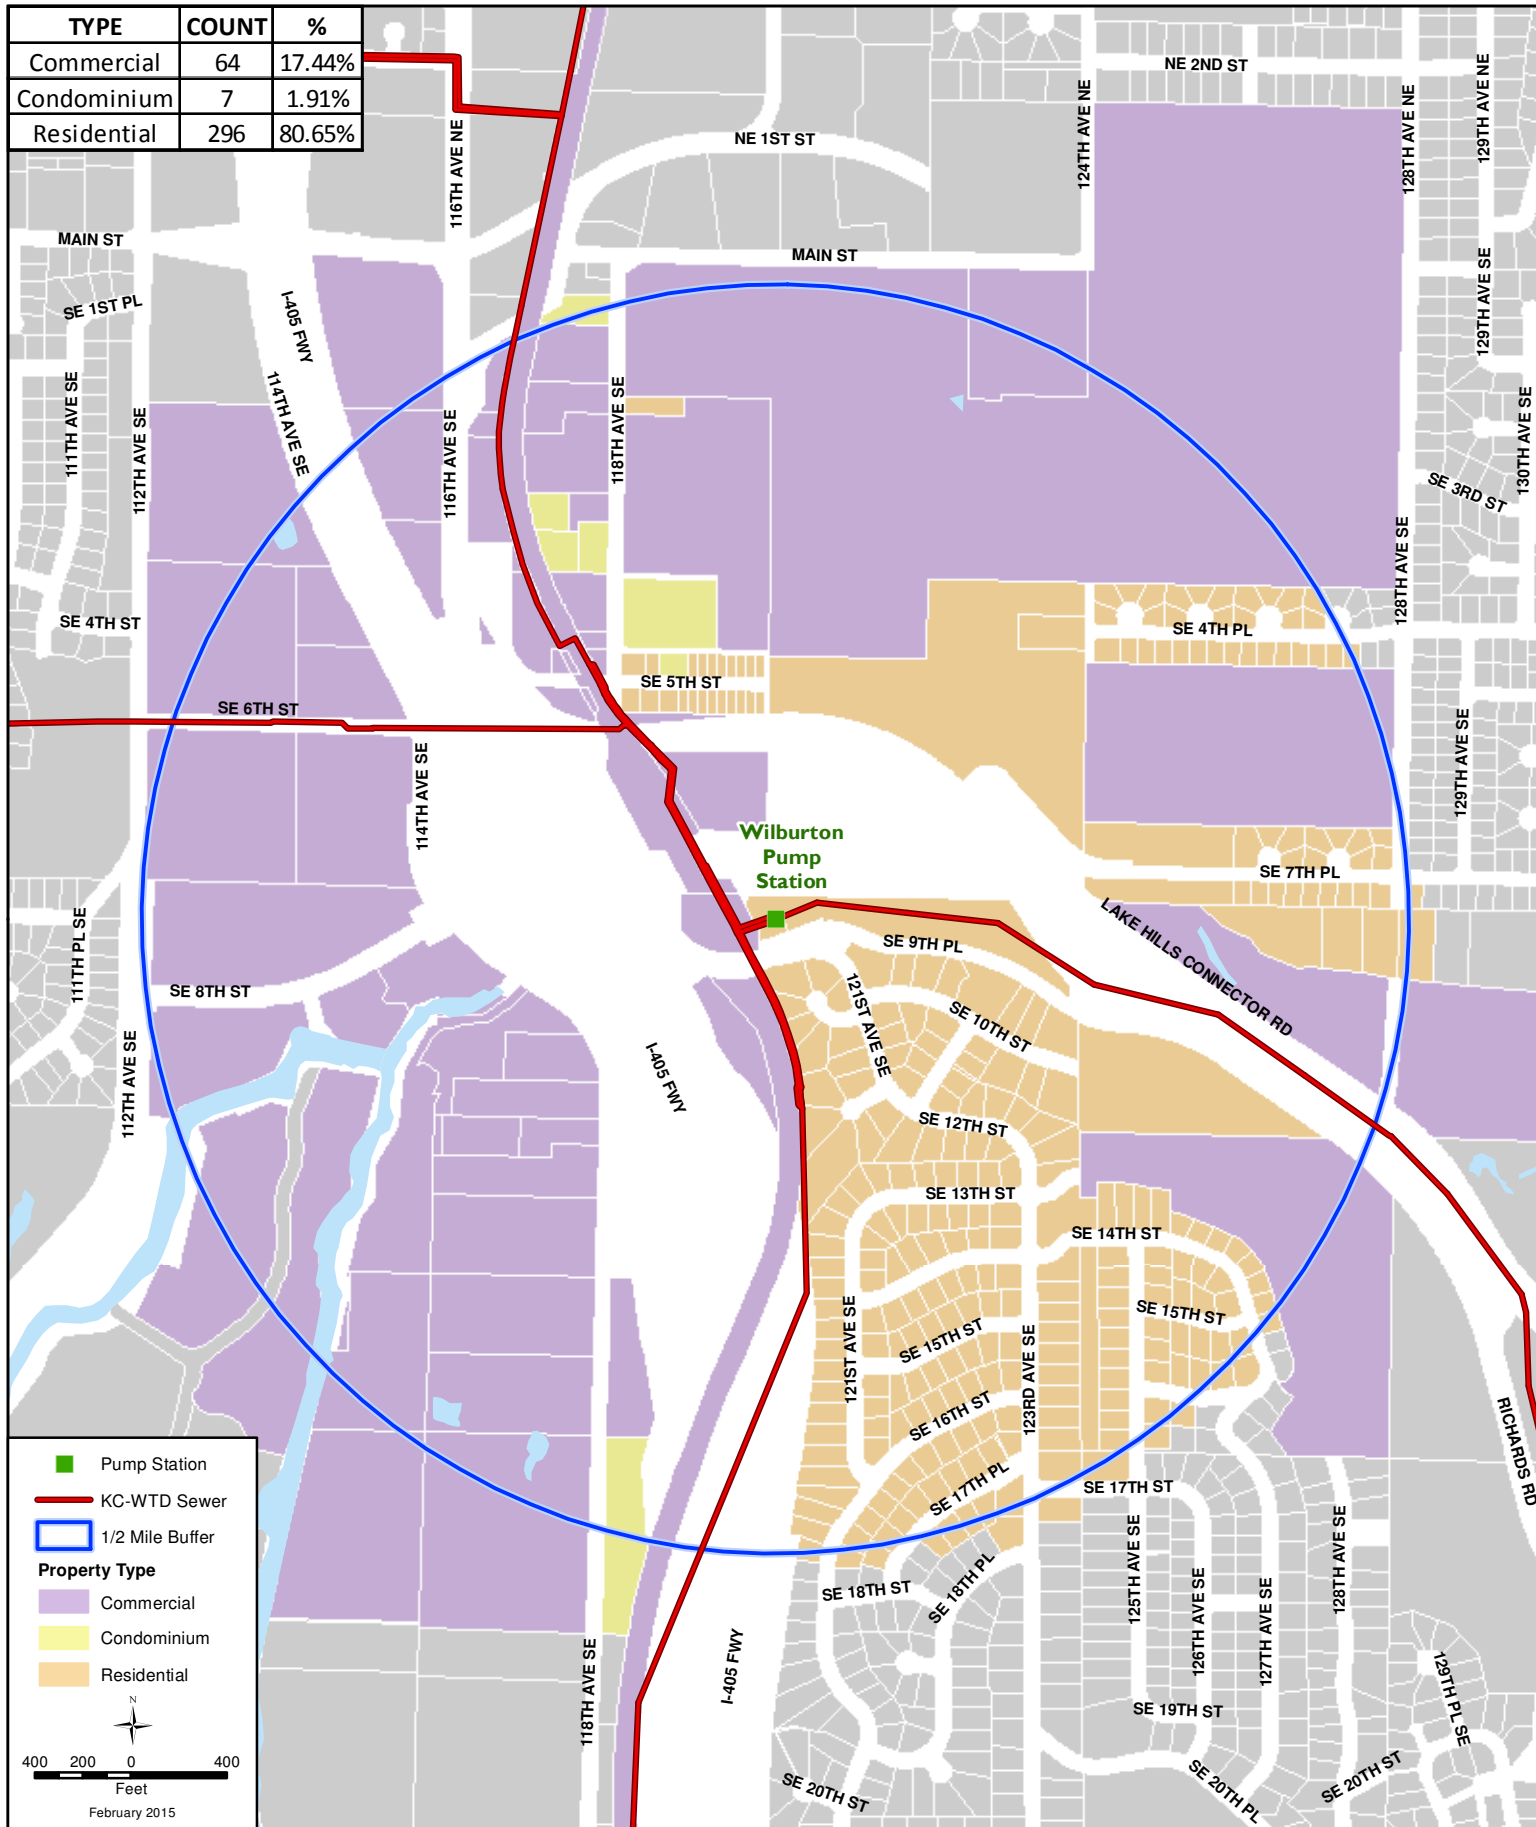 TYPE COUNT %
Commercial 64 17.44%
Condominium 7 1.91%
Residential 296 80.65%
NE 2ND ST
NE 1ST ST
116TH AVE NE
124TH AVE NE
128TH AVE NE
129TH AVE NE
MAIN ST
MAIN ST
SE 1ST PL
I-405 FWY
114TH AVE SE
111TH AVE SE
112TH AVE SE
116TH AVE SE
118TH AVE SE
129TH AVE SE
130TH AVE SE
SE 3RD ST
128TH AVE SE
SE 4TH ST
SE 4TH PL
SE 5TH ST
SE 6TH ST
114TH AVE SE
129TH AVE SE
Wilburton
Pump
Station
SE 7TH PL
LAKE HILLS CONNECTOR RD
111TH PL SE
SE 8TH ST
SE 9TH PL
121ST AVE SE
SE 10TH ST
112TH AVE SE
I-405 FWY
SE 12TH ST
SE 13TH ST
SE 14TH ST
SE 15TH ST
SE 15TH ST
121ST AVE SE
123RD AVE SE
SE 16TH ST
SE 17TH PL
SE 17TH ST
RICHARDS RD
125TH AVE SE
126TH AVE SE
127TH AVE SE
128TH AVE SE
SE 18TH ST
SE 18TH PL
118TH AVE SE
I-405 FWY
129TH PL SE
SE 19TH ST
SE 20TH ST
SE 20TH PL
SE 20TH ST
Pump Station
KC-WTD Sewer
1/2 Mile Buffer
Property Type
Commercial
Condominium
Residential
N
400 200 0 400
Feet
February 2015